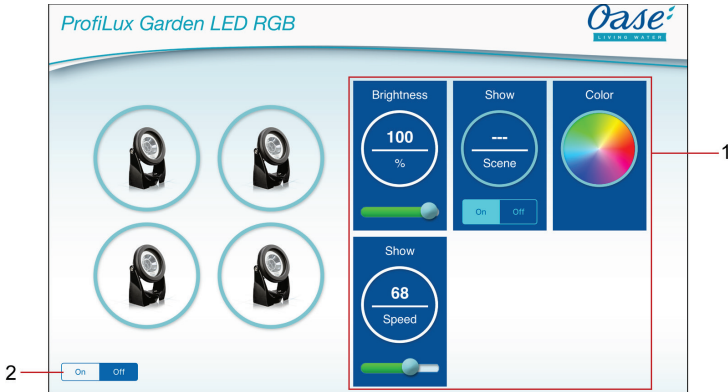 ProfiLux Garden LED RGB
Oase
LIVING WATER
Brightness
100
%
Show
---
Scene
On Off
Color
1
Show
68
Speed
2
On Off